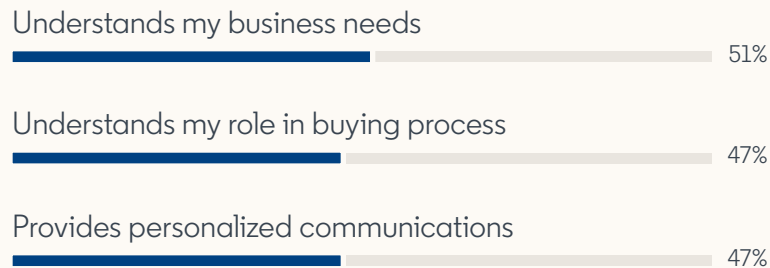 Understands my business needs
51%
Understands my role in buying process
47%
Provides personalized communications
47%